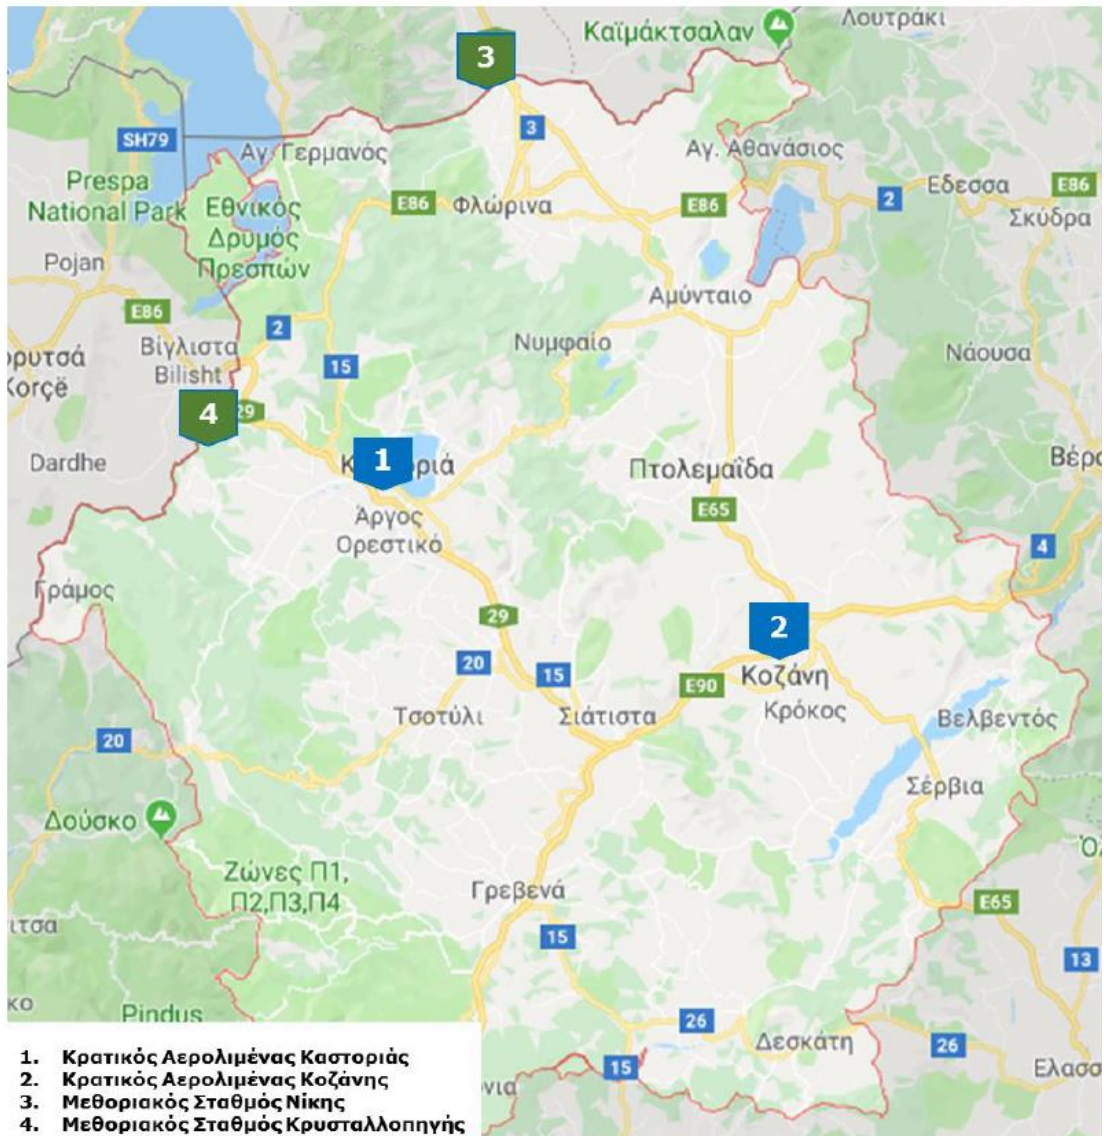 Λουτράκι
Καϊμάκτσαλαν
3
3
SH79
Αγ. Γερμανός
Αγ. Αθανάσιος
Prespa
National Park
Εθνικός
Δρυμός
Πρεσπών
E86
Φλώρινα
E86
2
Έδεσσα
E86
Σκύδρα
Pojan
E86
Αμύνταιο
2
Βίγλιστα
Bilisht
15
Νυμφαίο
Νάουσα
Korçë
4
29
Dardhe
1
Πτολεμαΐδα
E65
Άργος
Ορεστικό
4
Γράμος
29
2
20
15
E90
Κοζάνη
Κρόκος
Βελβεντός
Τσοτύλι
Σιάτιστα
20
Σέρβια
Δούσκο
Ζώνες Π1,
Π2,Π3,Π4
Γρεβενά
E65
15
13
Pindus
26
Δεσκάτη
26
15
1. Κρατικός Αερολιμένας Καστοριάς
2. Κρατικός Αερολιμένας Κοζάνης
3. Μεθοριακός Σταθμός Νίκης
4. Μεθοριακός Σταθμός Κρυσταλλοπηγής